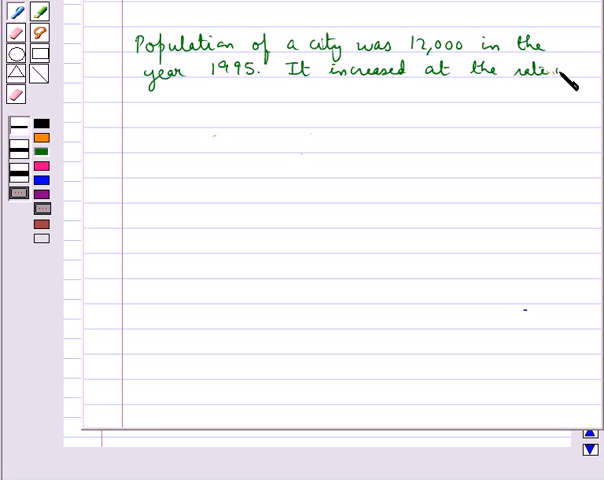 Population of a city was 12,000 in the
year 1995. It increased at the rate